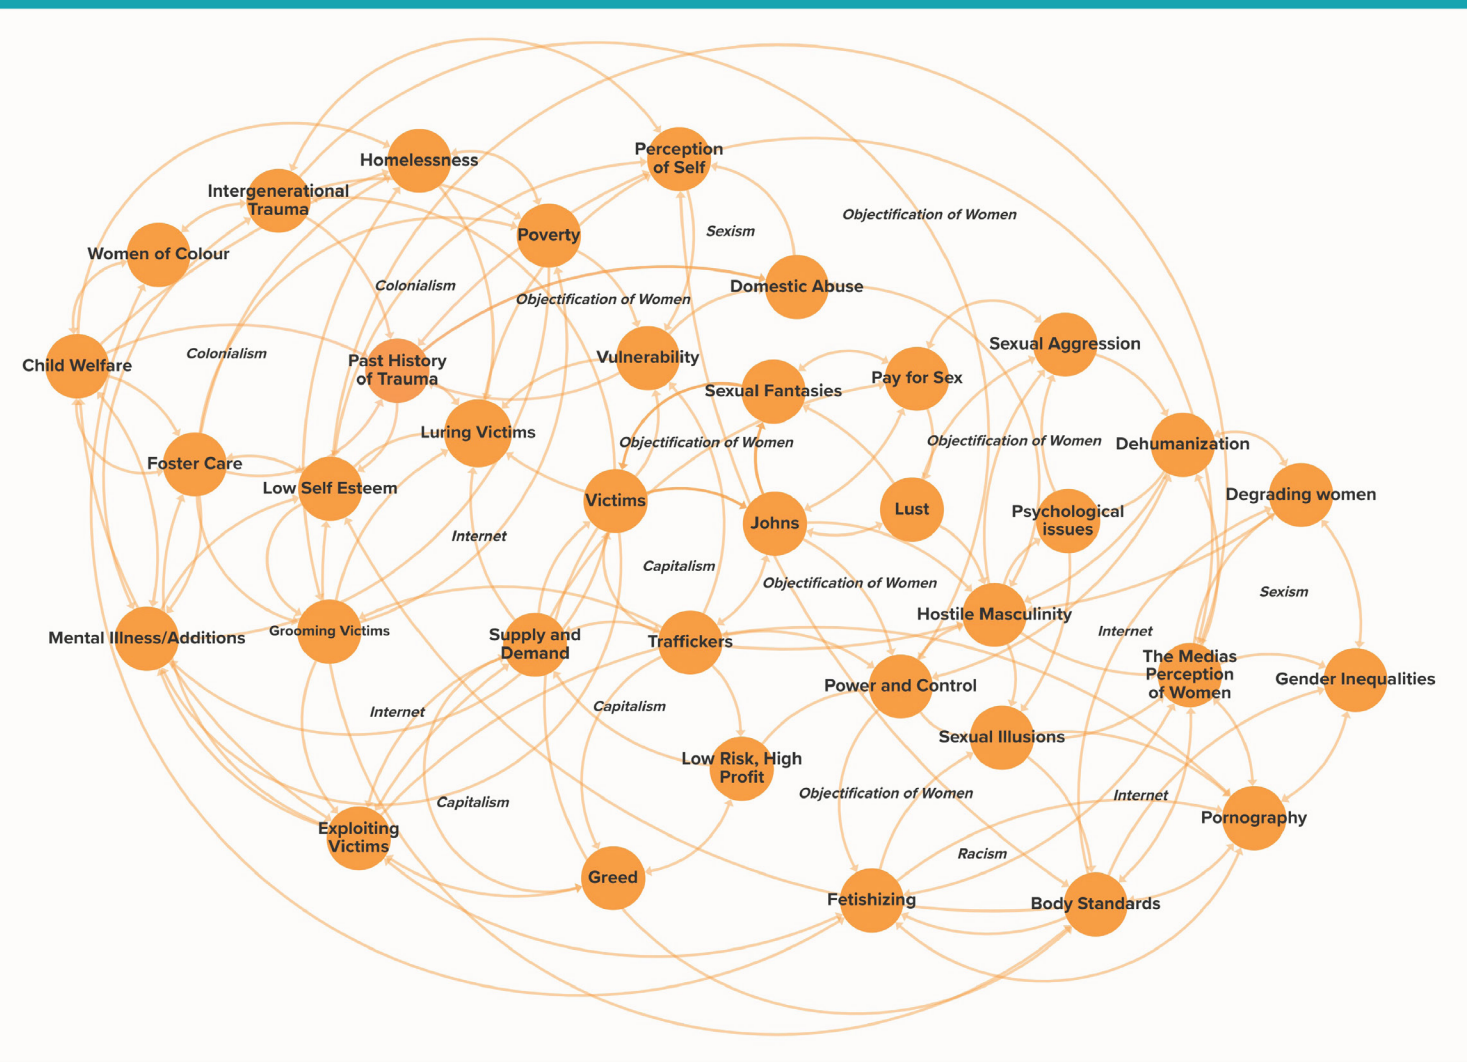 Homelessness
Perception
of Self
Intergenerational
Trauma
Objectification of Women
Women of Colour
Poverty
Sexism
Colonialism
Domestic Abuse
Objectification of Women
Colonialism
Child Welfare
Past History
of Trauma
Vulnerability
Sexual Aggression
Sexual Fantasies
Pay for Sex
Luring Victims
Objectification of Women
Objectification of Women
Dehumanization
Foster Care
Low Self Esteem
Victims
Johns
Lust
Psychological
issues
Degrading women
Internet
Capitalism
Objectification of Women
Sexism
Mental Illness/Additions
Grooming Victims
Supply and
Demand
Traffickers
Hostile Masculinity
Internet
The Medias
Perception
of Women
Gender Inequalities
Power and Control
Internet
Capitalism
Sexual Illusions
Low Risk, High
Profit
Capitalism
Objectification of Women
Internet
Pornography
Exploiting
Victims
Racism
Greed
Fetishizing
Body Standards